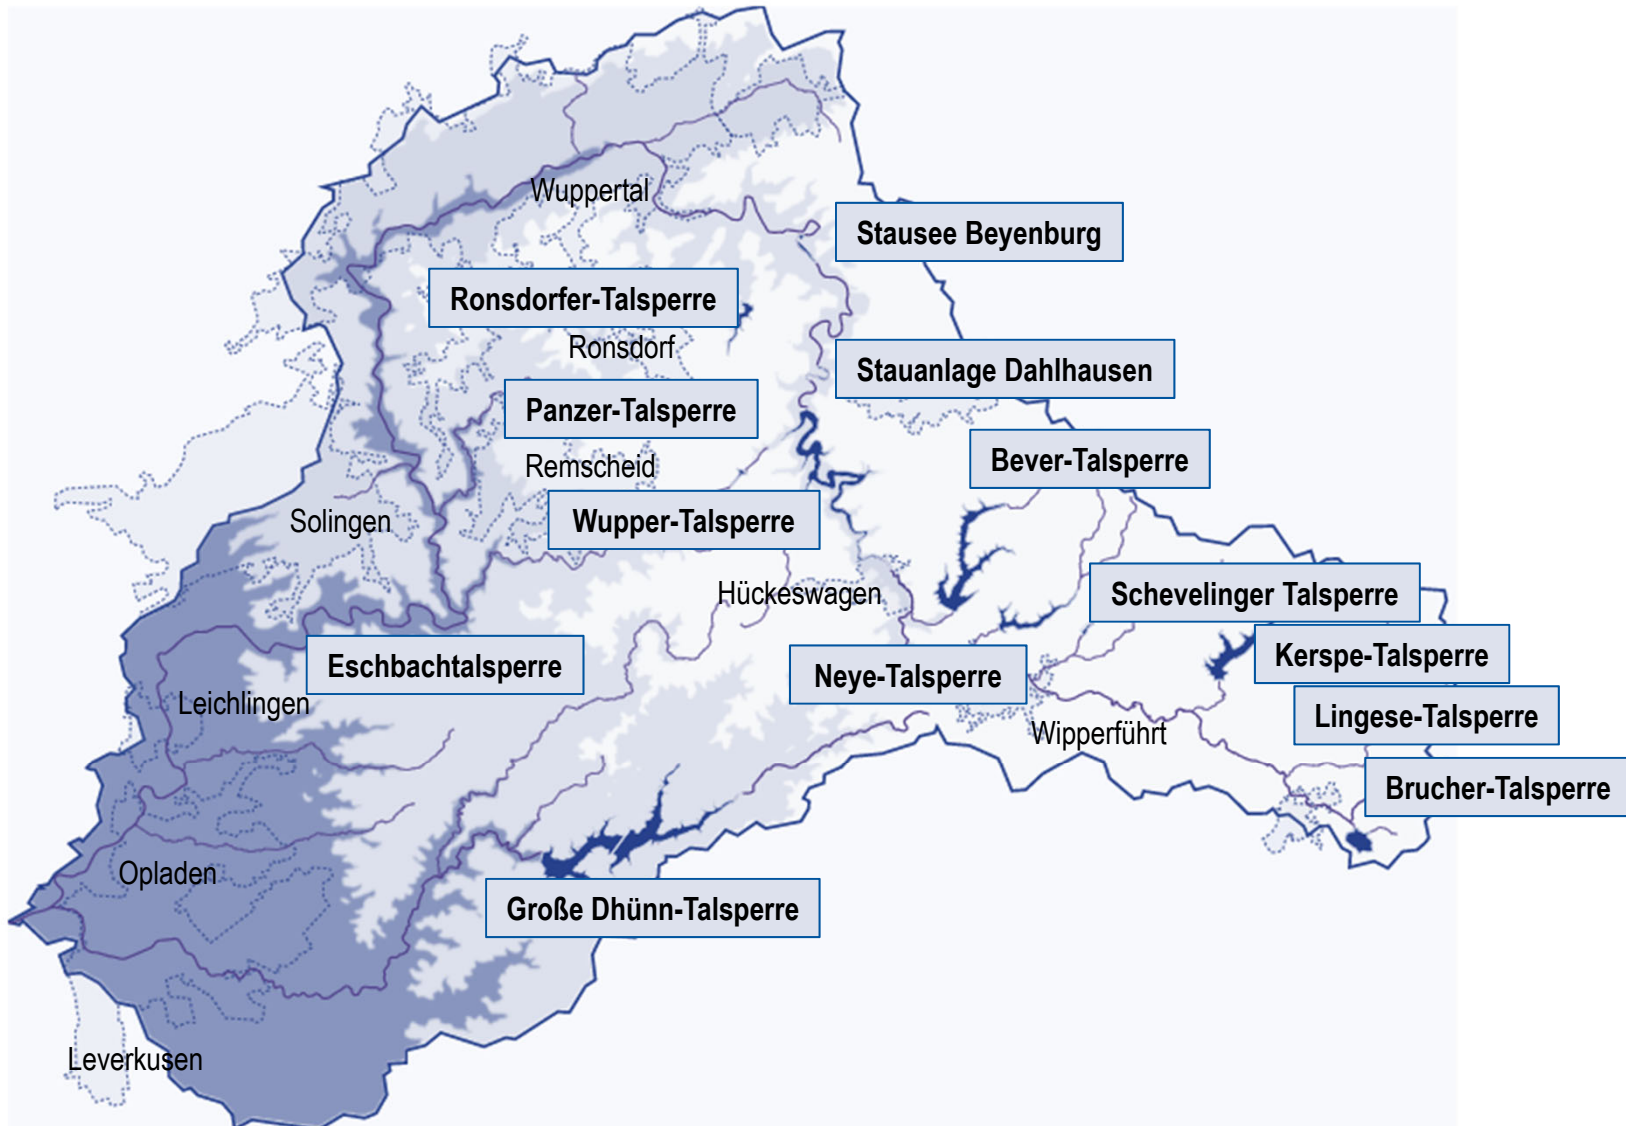 Wuppertal
Stausee Beyenburg
Ronsdorfer-Talsperre
Ronsdorf
Stauanlage Dahlhausen
Panzer-Talsperre
Remscheid
Bever-Talsperre
Solingen
Wupper-Talsperre
Hückeswagen
Schevelinger Talsperre
Kerspe-Talsperre
Eschbachtalsperre
Neye-Talsperre
Leichlingen
Lingese-Talsperre
Wipperführt
Brucher-Talsperre
Opladen
Große Dhünn-Talsperre
Leverkusen